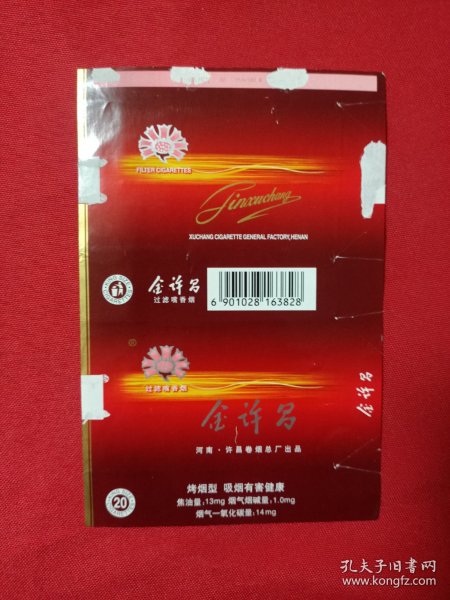 FILTER CIGARETTES
Jinxuchang
XUCHANG CIGARETTE GENERAL FACTORY,HENAN
金许昌
过滤嘴香烟
6 901028 163828
®
过滤嘴香烟
金许昌
金许昌
河南·许昌卷烟总厂出品
烤烟型 吸烟有害健康
焦油量:13mg 烟气烟碱量:1.0mg
烟气一氧化碳量:14mg
20
孔夫子旧书网
www.kongfz.com